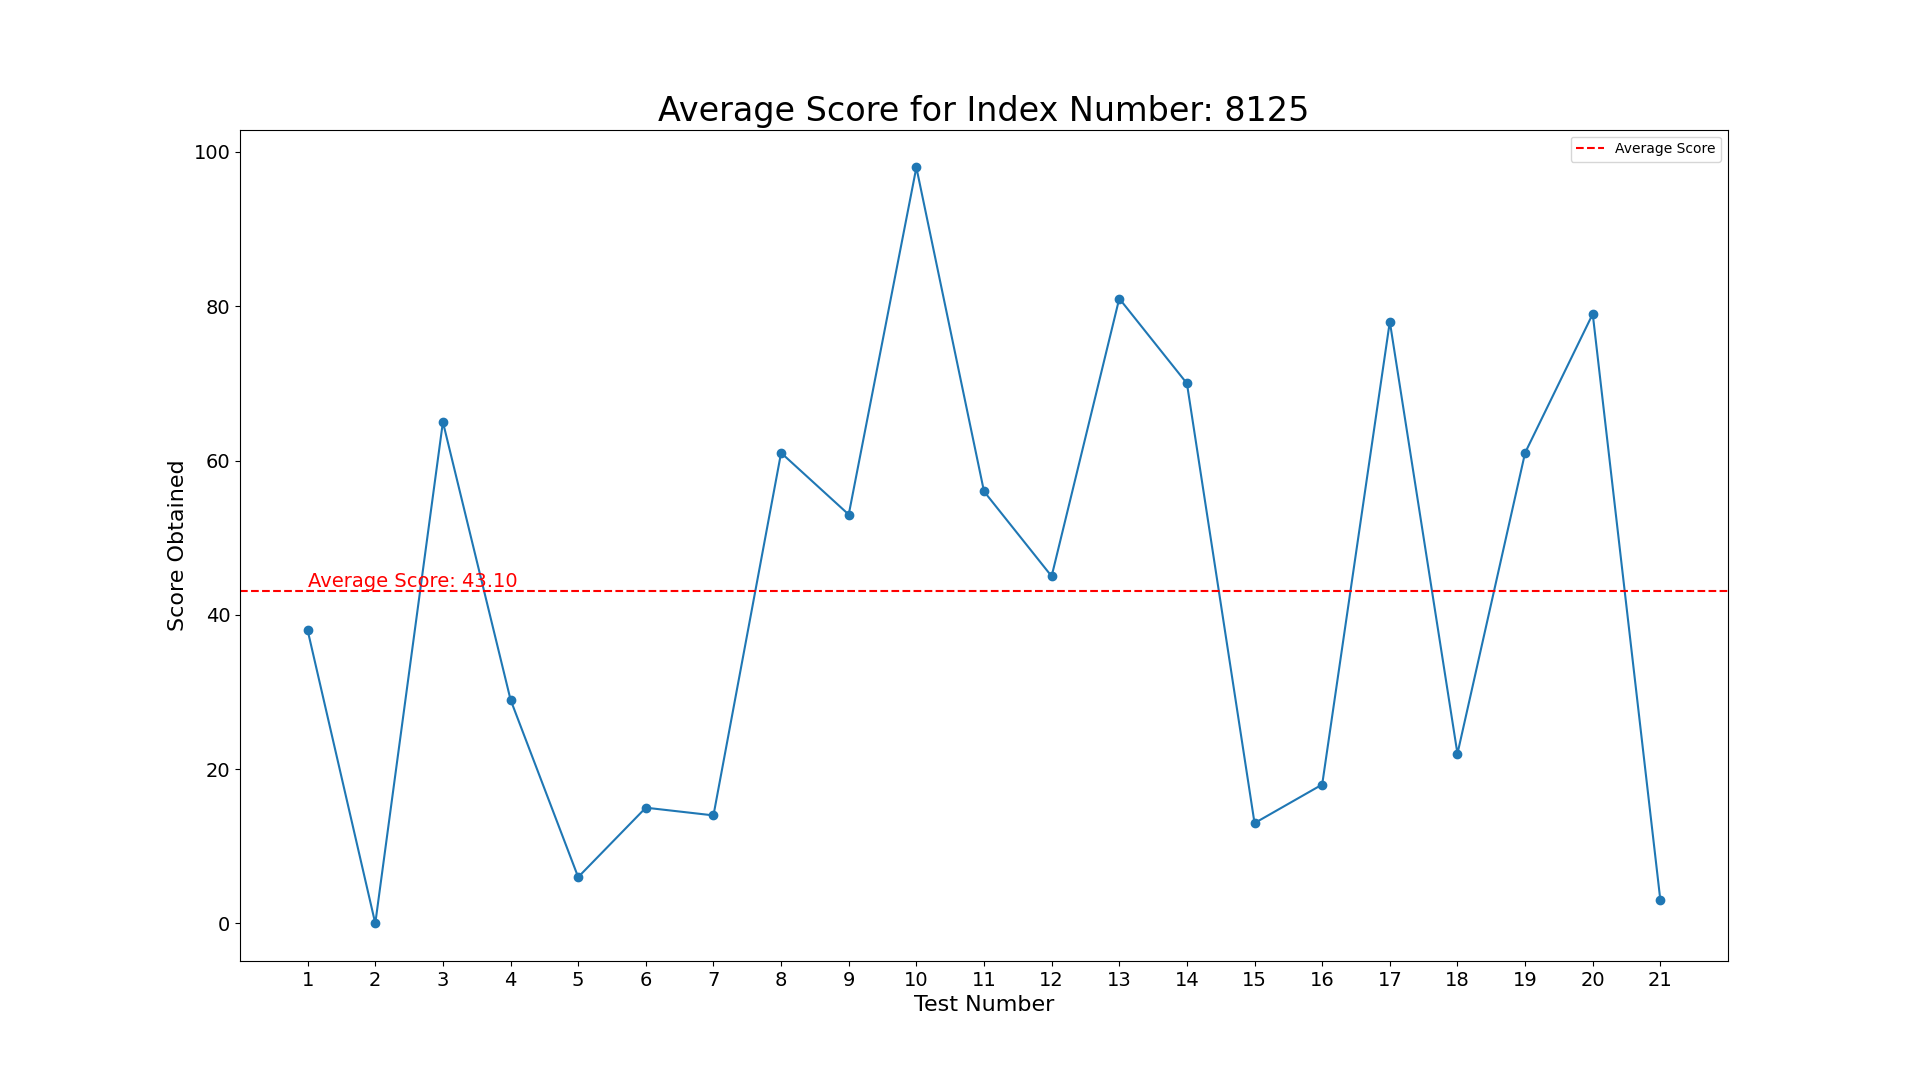 Average Score for Index Number: 8125
Average Score
100
80
60
40
20
0
Score Obtained
Average Score: 43.10
1 2 3 4 5 6 7 8 9 10 11 12 13 14 15 16 17 18 19 20 21
Test Number